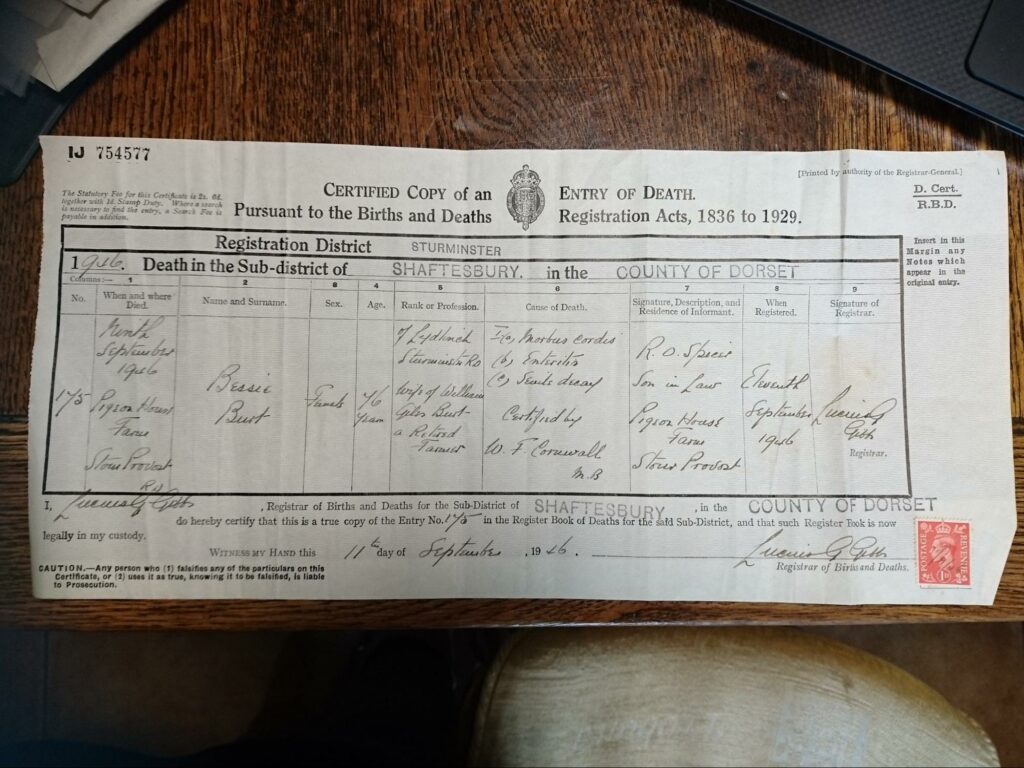 IJ 754577
[Printed by authority of the Registrar-General.]
The Statutory Fee for this Certificate is 2s. 6d.
together with 1d. Stamp Duty. Where a search
is necessary to find the entry, a Search Fee is
payable in addition.
CERTIFIED COPY of an ENTRY OF DEATH.
Pursuant to the Births and Deaths Registration Acts, 1836 to 1929.
D. Cert.
R.B.D.
Registration District STURMINSTER
1946. Death in the Sub-district of SHAFTESBURY. in the COUNTY OF DORSET
Insert in this
Margin any
Notes which
appear in the
original entry.
Columns:— 1 2 3 4 5 6 7 8 9
No.
When and where
Died.
Name and Surname.
Sex.
Age.
Rank or Profession.
Cause of Death.
Signature, Description, and
Residence of Informant.
When
Registered.
Signature of
Registrar.
175
Ninth
September
1946
Pigeon House
Farm
Stour Provost
R.D.
Bessie
Burt
Female
76
years
of Lydlinch
Sturminster RD
Wife of William
Giles Burt
a Retired
Farmer
I(a) Morbus cordis
(b) Enteritis
(c) Senile decay
Certified by
W. F. Cornwall
M.B
R. O. Spicer
Son in Law
Pigeon House
Farm
Stour Provost
Eleventh
September
1946
Lucius G
Gibbs
Registrar.
I, Lucius G Gibbs, Registrar of Births and Deaths for the Sub-District of SHAFTESBURY, in the COUNTY OF DORSET
do hereby certify that this is a true copy of the Entry No. 175 in the Register Book of Deaths for the said Sub-District, and that such Register Book is now
legally in my custody.
WITNESS MY HAND this 11th day of September, 1946.
Lucius G Gibbs
Registrar of Births and Deaths.
CAUTION.—Any person who (1) falsifies any of the particulars on this
Certificate, or (2) uses it as true, knowing it to be falsified, is liable
to Prosecution.
POSTAGE
REVENUE
1D